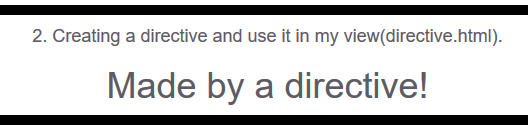 2. Creating a directive and use it in my view(directive.html).
Made by a directive!